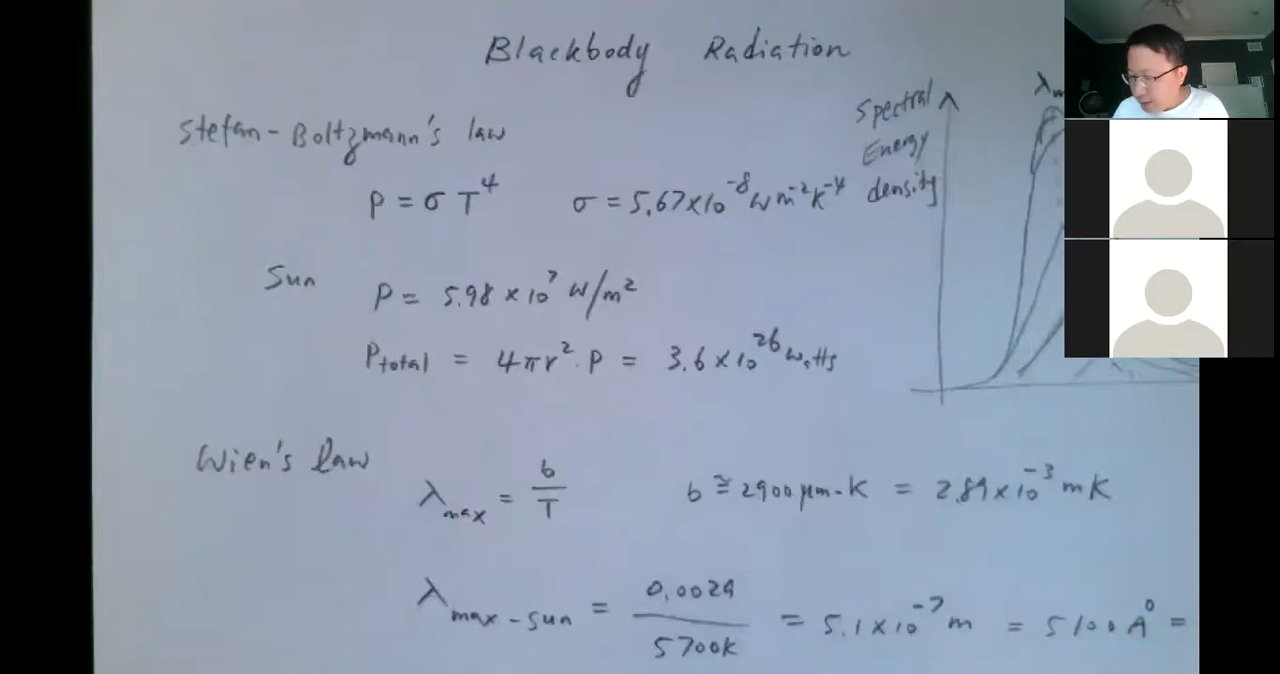 Blackbody Radiation
Stefan-Boltzmann's law
P = σ T⁴ σ = 5.67×10⁻⁸ W m⁻² K⁻⁴
Spectral
Energy
density
Sun P = 5.98 × 10⁷ W/m²
P_total = 4πr² · P = 3.6 × 10²⁶ watts
Wien's law
λ_max = b/T b ≅ 2900 μm-K = 2.89×10⁻³ mK
λ_max-sun = 0.0029/5700K = 5.1×10⁻⁷ m = 5100 A° =